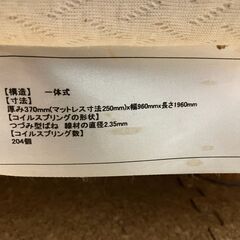 【構造】　一体式
【寸法】
厚み370mm(マットレス寸法250mm)x幅960mmx長さ1960mm
【コイルスプリングの形状】
つづみ型ばね　線材の直径2.35mm
【コイルスプリング数】
204個